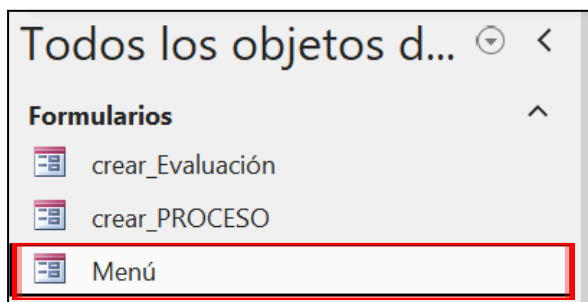 Todos los objetos d...
Formularios
crear_Evaluación
crear_PROCESO
Menú